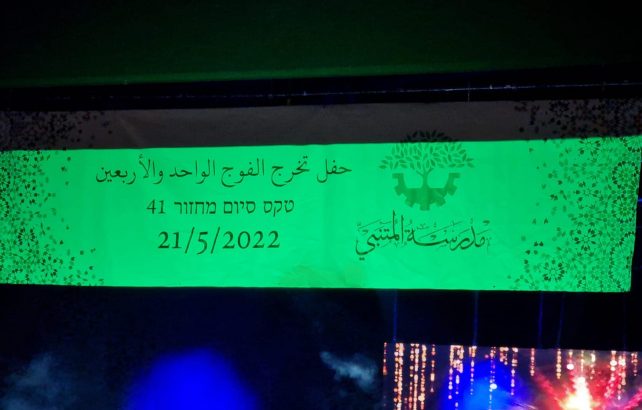 حفل تخرج الفوج الواحد والأربعين
טקס סיום מחזור 41
21/5/2022
مدرسة المتنبي